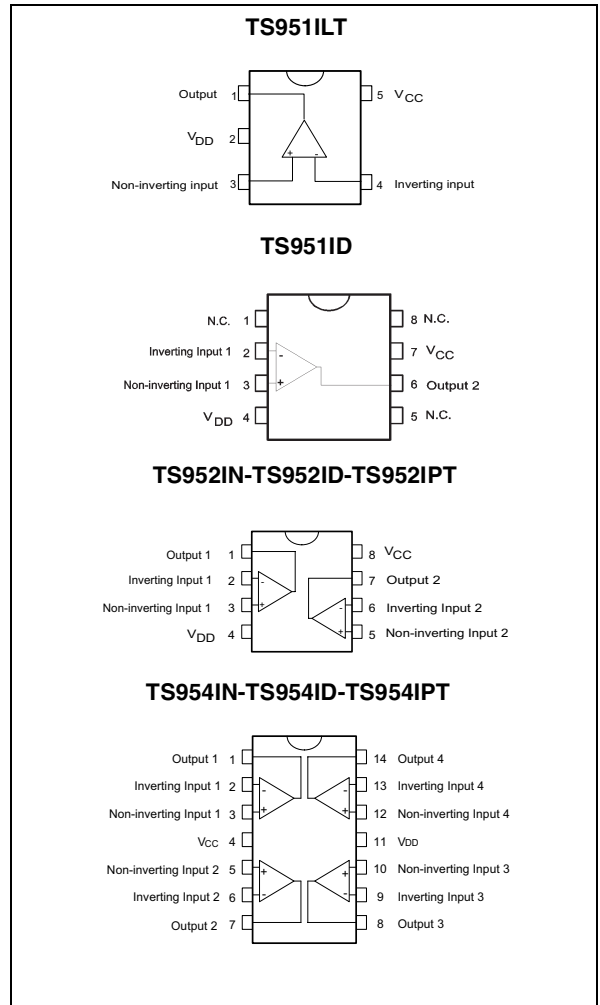 TS951ILT
Output 1 5 VCC
VDD 2
+ -
Non-inverting input 3 4 Inverting input
TS951ID
N.C. 1 8 N.C.
Inverting Input 1 2 - 7 VCC
Non-inverting Input 1 3 + 6 Output 2
VDD 4 5 N.C.
TS952IN-TS952ID-TS952IPT
Output 1 1 8 VCC
Inverting Input 1 2 - 7 Output 2
Non-inverting Input 1 3 + - 6 Inverting Input 2
VDD 4 + 5 Non-inverting Input 2
TS954IN-TS954ID-TS954IPT
Output 1 1 14 Output 4
Inverting Input 1 2 - - 13 Inverting Input 4
Non-inverting Input 1 3 + + 12 Non-inverting Input 4
VCC 4 11 VDD
Non-inverting Input 2 5 + + 10 Non-inverting Input 3
Inverting Input 2 6 - - 9 Inverting Input 3
Output 2 7 8 Output 3